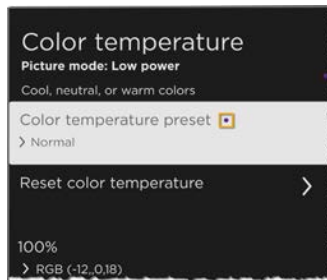 Color temperature
Picture mode: Low power
Cool, neutral, or warm colors
Color temperature preset
> Normal
Reset color temperature >
100%
> RGB (-12,,0,18)